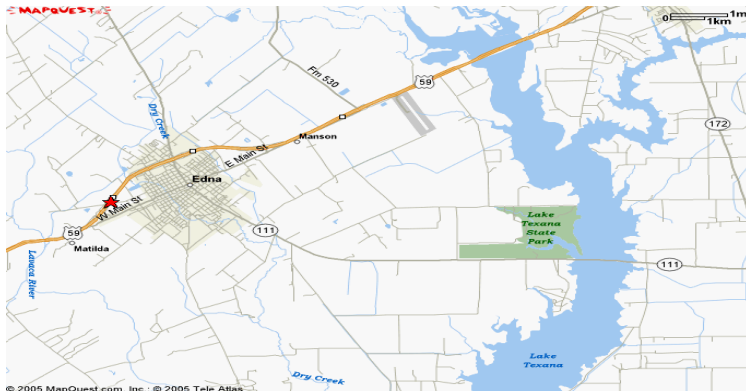 MAPQUEST
0 1mi
1km
Fm 530
59
Dry Creek
172
Manson
E Main St
Edna
W Main St
Lake
Texana
State
Park
111
59
Matilda
111
Lavaca River
Lake
Texana
Dry Creek
© 2005 MapQuest.com, Inc.; © 2005 Tele Atlas